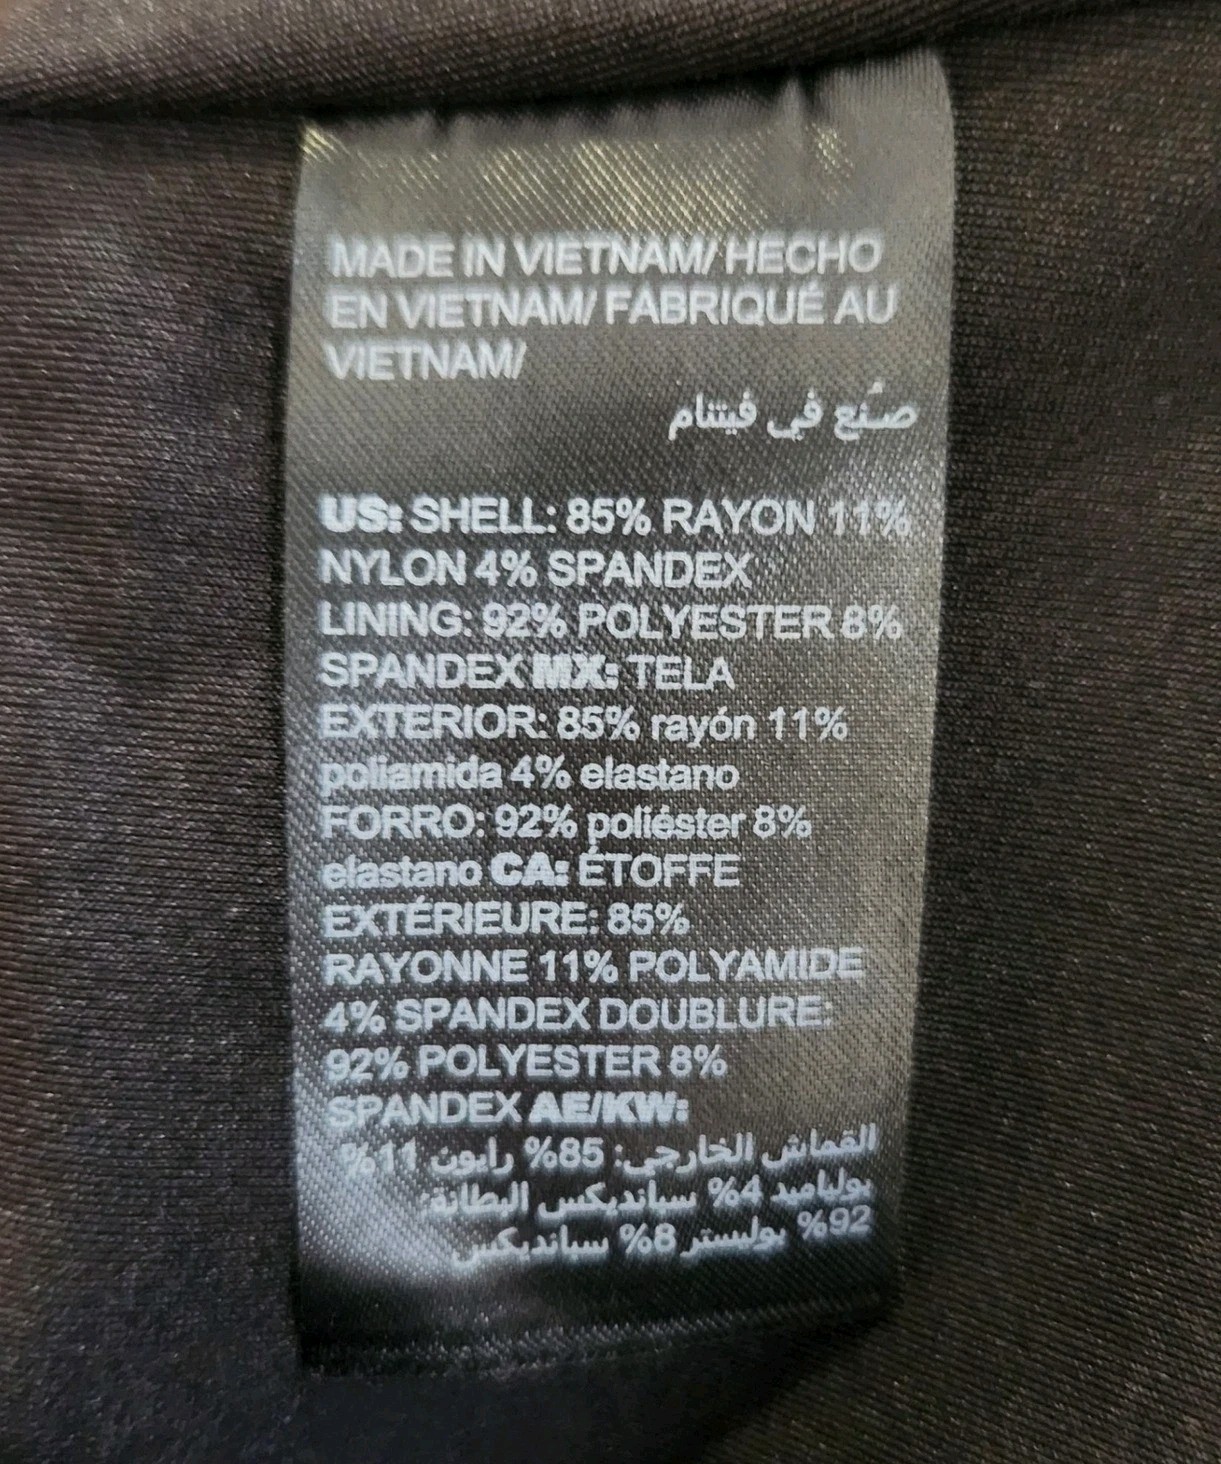 MADE IN VIETNAM/ HECHO
EN VIETNAM/ FABRIQUÉ AU
VIETNAM/
صُنع في فيتنام
US: SHELL: 85% RAYON 11%
NYLON 4% SPANDEX
LINING: 92% POLYESTER 8%
SPANDEX MX: TELA
EXTERIOR: 85% rayón 11%
poliamida 4% elastano
FORRO: 92% poliéster 8%
elastano CA: ÉTOFFE
EXTÉRIEURE: 85%
RAYONNE 11% POLYAMIDE
4% SPANDEX DOUBLURE:
92% POLYESTER 8%
SPANDEX AE/KW:
القماش الخارجي: 85% رايون 11%
بولياميد 4% سبانديكس البطانة:
92% بوليستر 8% سبانديكس